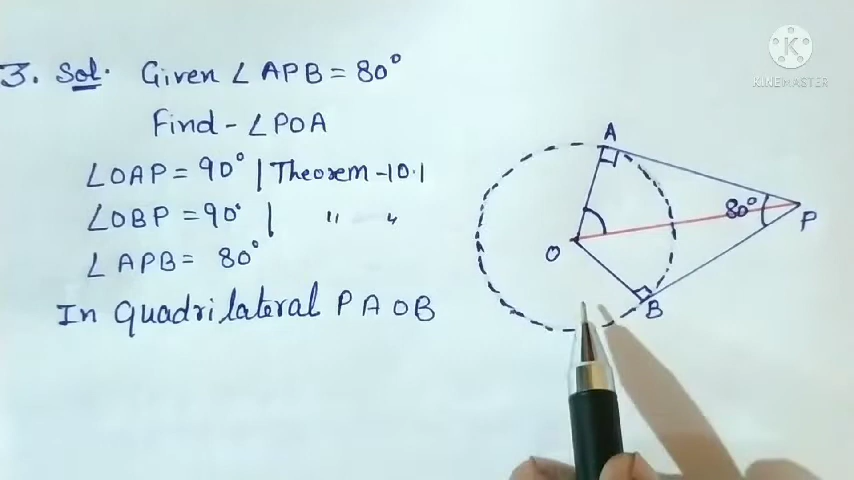 3. Sol. Given ∠APB = 80°
Find - ∠POA
∠OAP = 90° | Theorem - 10.1
∠OBP = 90° | " "
∠APB = 80°
In quadrilateral PAOB
A
80°
P
O
B
K
KINEMASTER